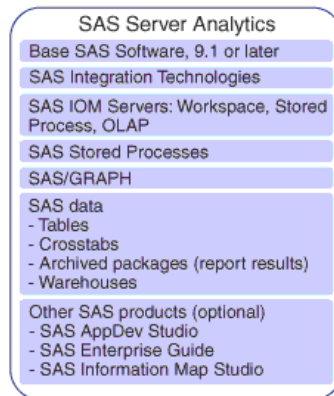 SAS Server Analytics
Base SAS Software, 9.1 or later
SAS Integration Technologies
SAS IOM Servers: Workspace, Stored
Process, OLAP
SAS Stored Processes
SAS/GRAPH
SAS data
- Tables
- Crosstabs
- Archived packages (report results)
- Warehouses
Other SAS products (optional)
- SAS AppDev Studio
- SAS Enterprise Guide
- SAS Information Map Studio